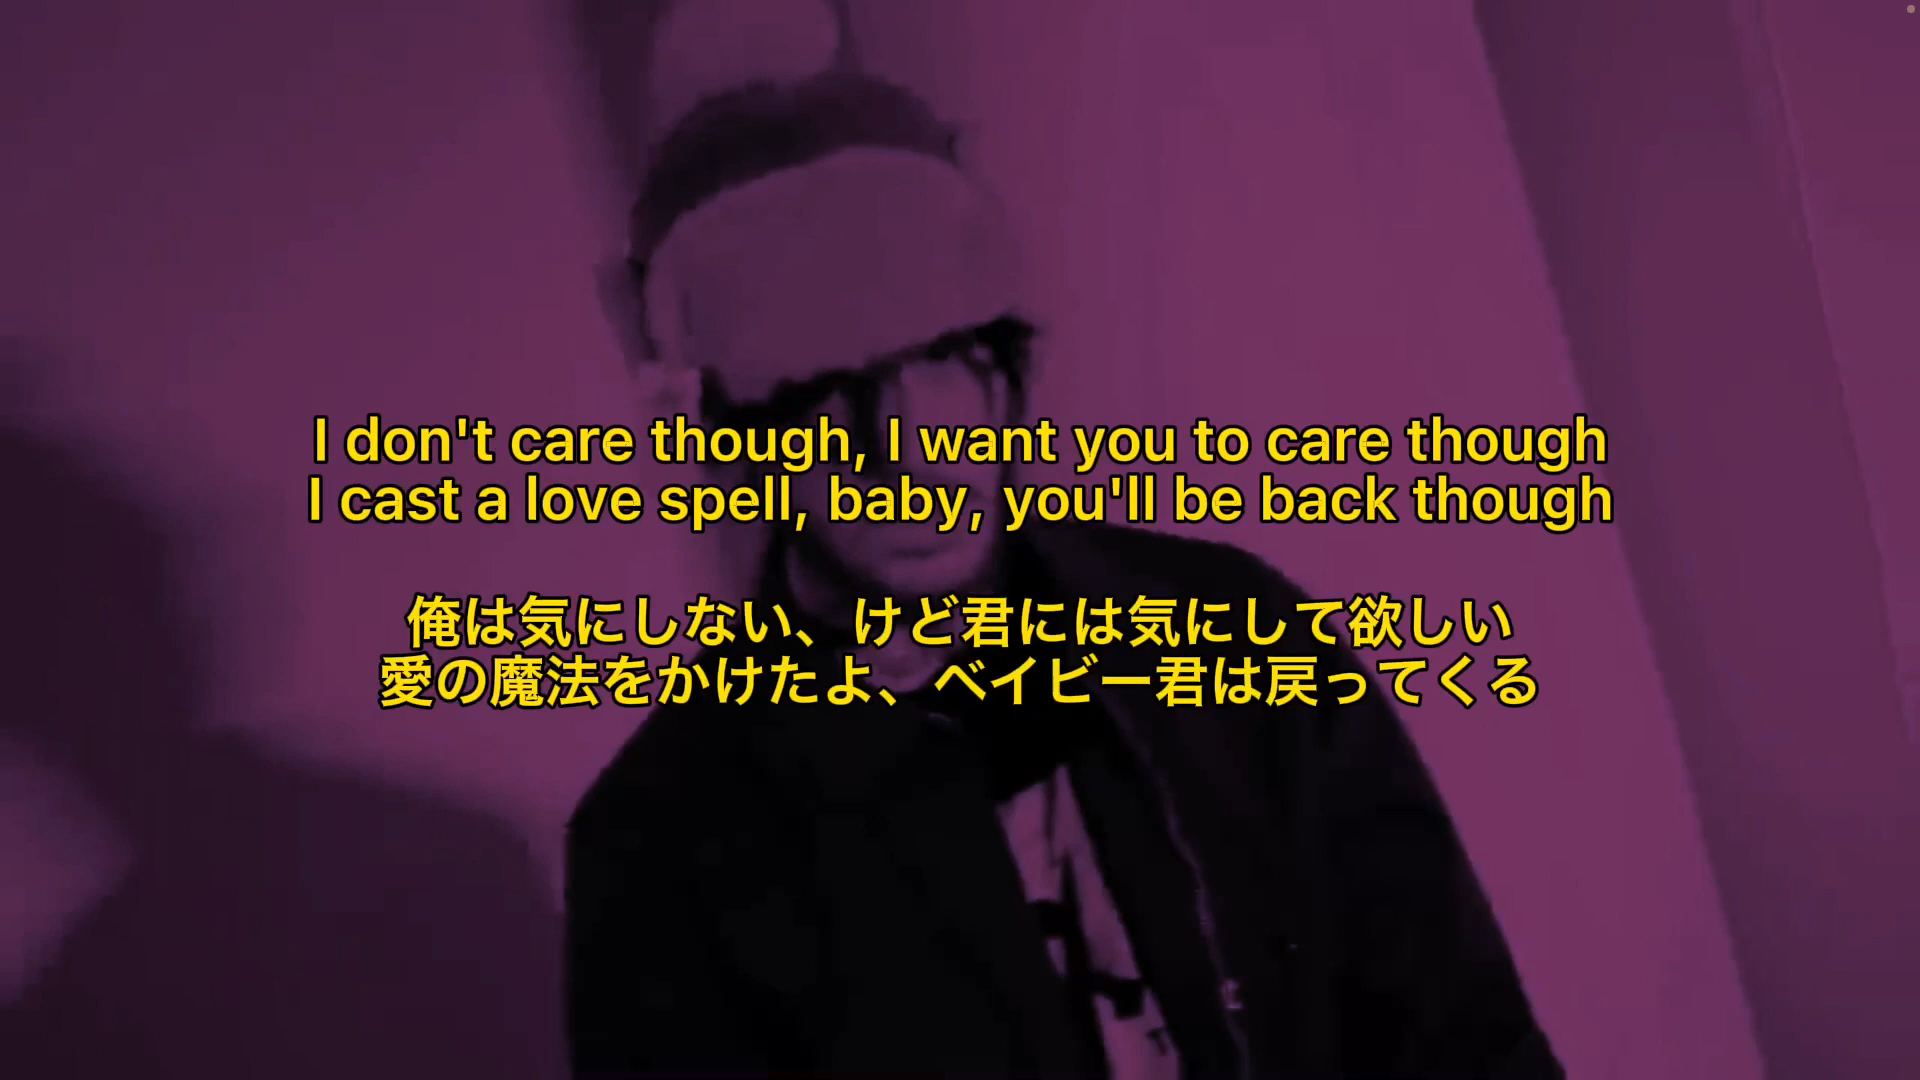 I don't care though, I want you to care though
I cast a love spell, baby, you'll be back though
俺は気にしない、けど君には気にして欲しい
愛の魔法をかけたよ、ベイビー君は戻ってくる